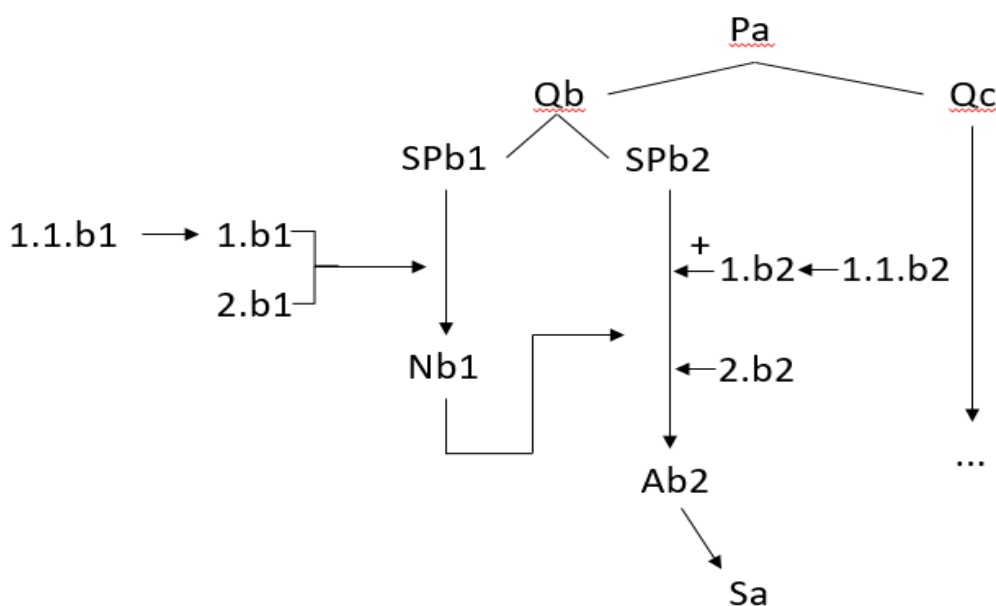 Pa
Qb
Qc
SPb1
SPb2
1.1.b1
1.b1
+
1.b2
1.1.b2
2.b1
Nb1
2.b2
...
Ab2
Sa